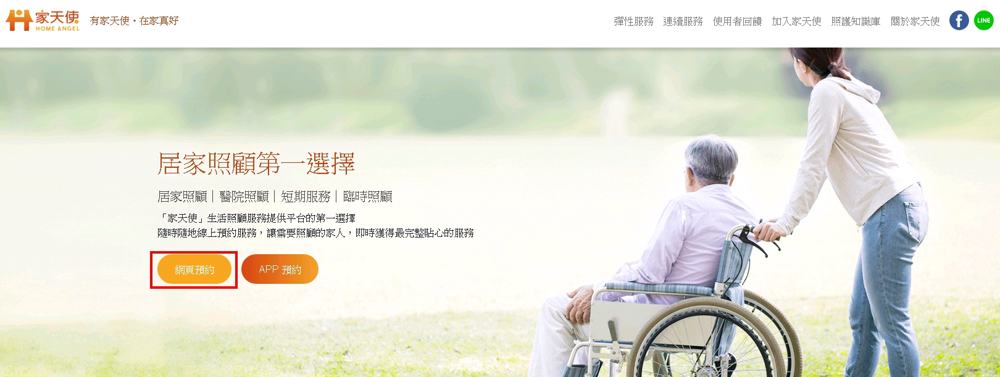 家天使
HOME ANGEL
有家天使・在家真好
彈性服務 連續服務 使用者回饋 加入家天使 照護知識庫 關於家天使 f LINE
居家照顧第一選擇
居家照顧｜醫院照顧｜短期服務｜臨時照顧
「家天使」生活照顧服務提供平台的第一選擇
隨時隨地線上預約服務，讓需要照顧的家人，即時獲得最完整貼心的服務
網頁預約 APP 預約